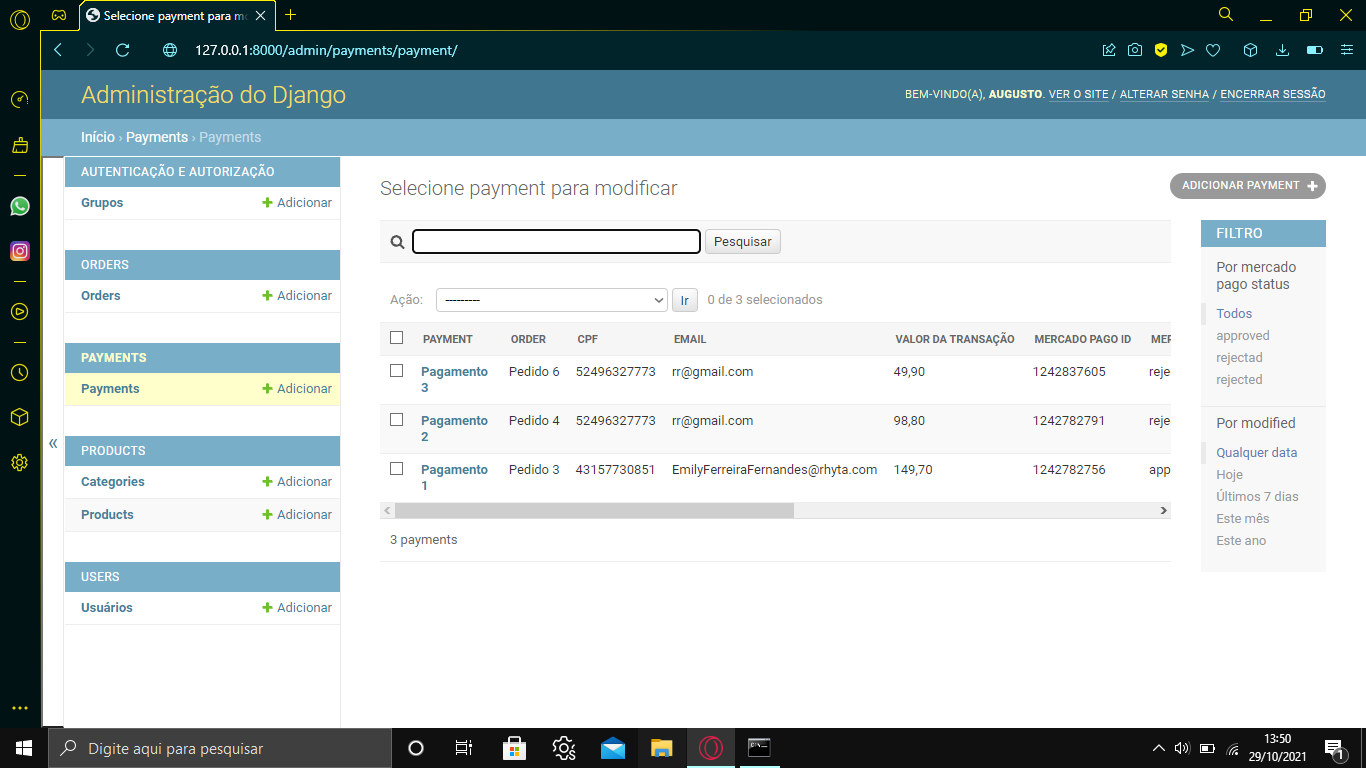 Selecione payment para mo
127.0.0.1:8000/admin/payments/payment/
Administração do Django
BEM-VINDO(A), AUGUSTO. VER O SITE / ALTERAR SENHA / ENCERRAR SESSÃO
Início › Payments › Payments
AUTENTICAÇÃO E AUTORIZAÇÃO
Grupos Adicionar
ORDERS
Orders Adicionar
PAYMENTS
Payments Adicionar
«
PRODUCTS
Categories Adicionar
Products Adicionar
USERS
Usuários Adicionar
Selecione payment para modificar
ADICIONAR PAYMENT +
Pesquisar
Ação: --------- Ir 0 de 3 selecionados
PAYMENT ORDER CPF EMAIL VALOR DA TRANSAÇÃO MERCADO PAGO ID MER
Pagamento 3 Pedido 6 52496327773 rr@gmail.com 49,90 1242837605 reje
Pagamento 2 Pedido 4 52496327773 rr@gmail.com 98,80 1242782791 reje
Pagamento 1 Pedido 3 43157730851 EmilyFerreiraFernandes@rhyta.com 149,70 1242782756 app
3 payments
FILTRO
Por mercado
pago status
Todos
approved
rejectad
rejected
Por modified
Qualquer data
Hoje
Últimos 7 dias
Este mês
Este ano
Digite aqui para pesquisar
13:50
29/10/2021
1